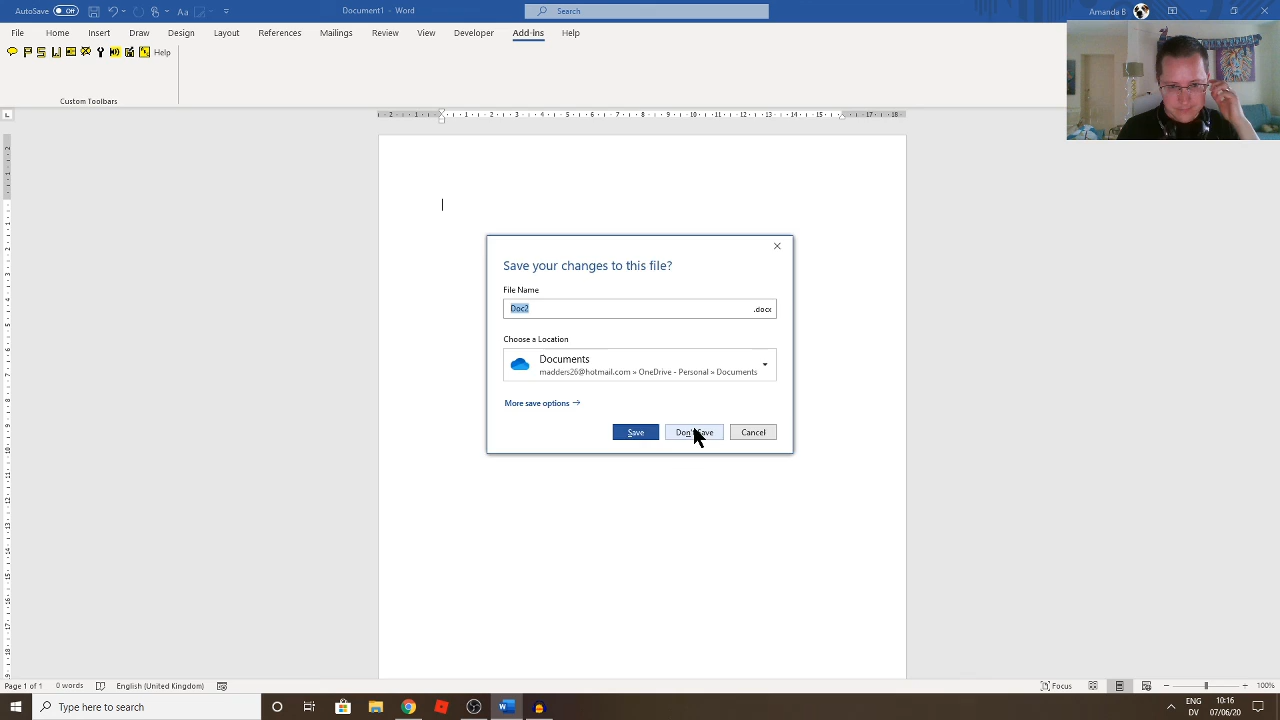 AutoSave Off Document1 - Word Search Amanda B
File Home Insert Draw Design Layout References Mailings Review View Developer Add-ins Help
Help
Custom Toolbars
Save your changes to this file?
File Name
Doc2 .docx
Choose a Location
Documents
madders26@hotmail.com » OneDrive - Personal » Documents
More save options
Save Don't Save Cancel
Page 1 of 1 0 words English (United Kingdom) Focus 100%
Type here to search
ENG 10:16
DV 07/06/20